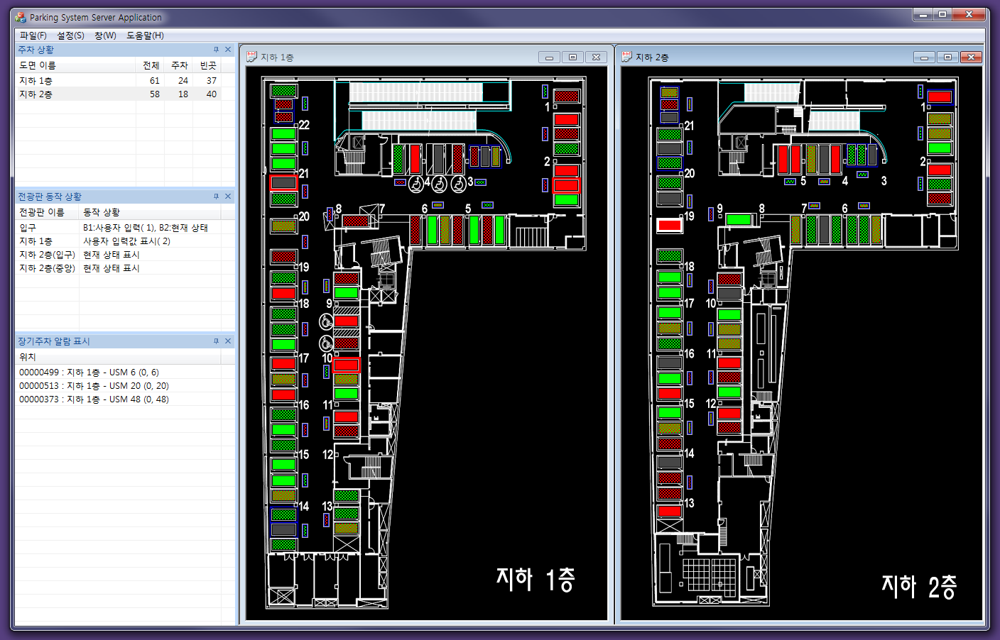 Parking System Server Application
파일(F) 설정(S) 창(W) 도움말(H)
주차 상황
도면 이름 전체 주차 빈곳
지하 1층 61 24 37
지하 2층 58 18 40
전광판 동작 상황
전광판 이름 동작 상황
입구 B1:사용자 입력( 1), B2:현재 상태
지하 1층 사용자 입력값 표시( 2)
지하 2층(입구) 현재 상태 표시
지하 2층(중앙) 현재 상태 표시
장기주차 알람 표시
위치
00000499 : 지하 1층 - USM 6 (0, 6)
00000513 : 지하 1층 - USM 20 (0, 20)
00000373 : 지하 1층 - USM 48 (0, 48)
지하 1층
1
22
2
21
4 3
20 8 7 6 5
19
18 9
17 10
16 11
15 12
14 13
지하 1층
지하 2층
1
21
2
20
5 4 3
19 9 8 7 6
18
17 10
16 11
15 12
14
13
지하 2층